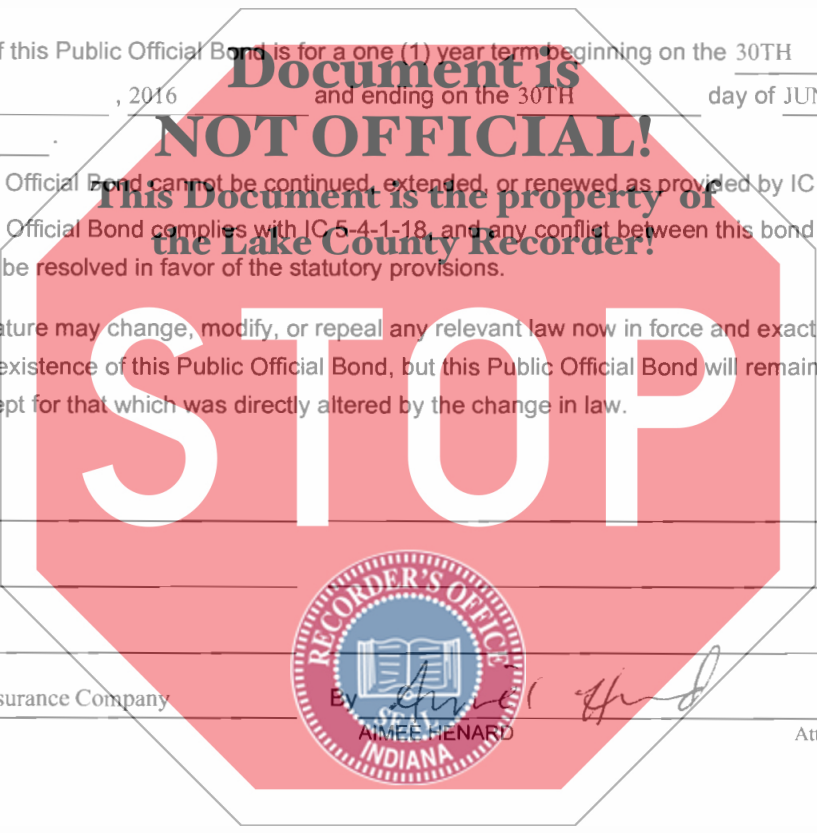 f this Public Official Bond is for a one (1) year term beginning on the 30TH
Document is
, 2016 and ending on the 30TH day of JUN
NOT OFFICIAL!
Official Bond cannot be continued, extended, or renewed as provided by IC
This Document is the property of
Official Bond complies with IC 5-4-1-18, and any conflict between this bond
the Lake County Recorder!
be resolved in favor of the statutory provisions.
ature may change, modify, or repeal any relevant law now in force and exact
existence of this Public Official Bond, but this Public Official Bond will remain
ept for that which was directly altered by the change in law.
STOP
RECORDER'S OFFICE
surance Company By Aimee Henard
SEAL
AIMEE HENARD Att
INDIANA